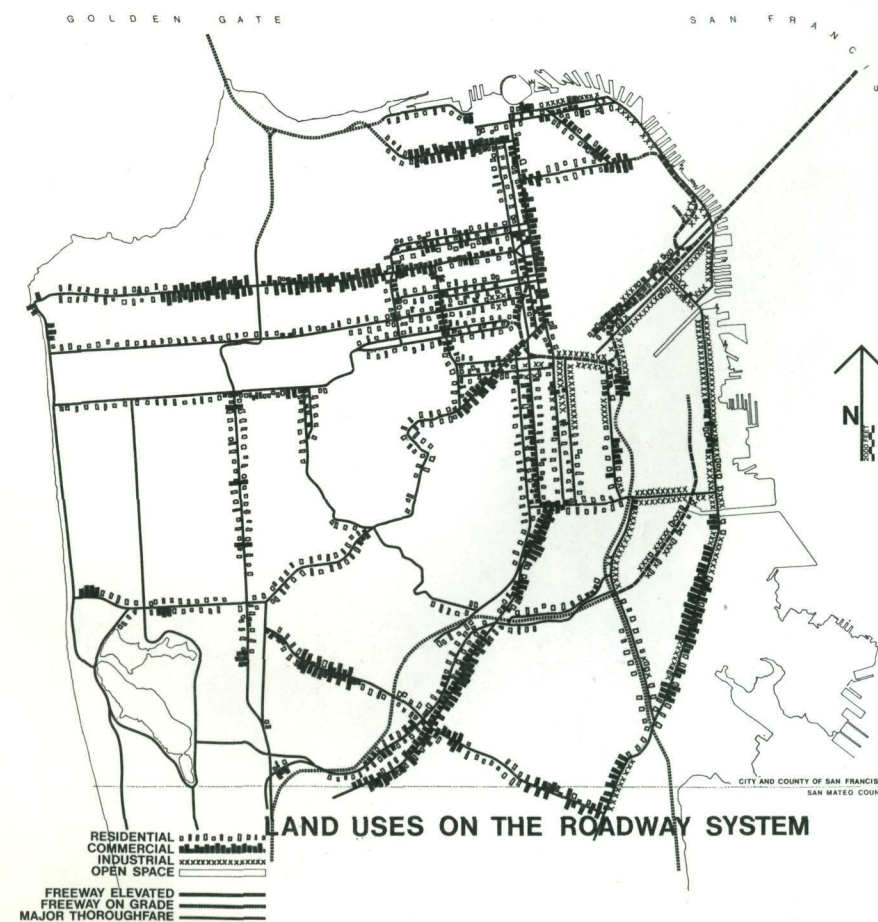 GOLDEN GATE
SAN FRANC
N
CITY AND COUNTY OF SAN FRANCIS
SAN MATEO COUN
LAND USES ON THE ROADWAY SYSTEM
RESIDENTIAL
COMMERCIAL
INDUSTRIAL
OPEN SPACE
FREEWAY ELEVATED
FREEWAY ON GRADE
MAJOR THOROUGHFARE